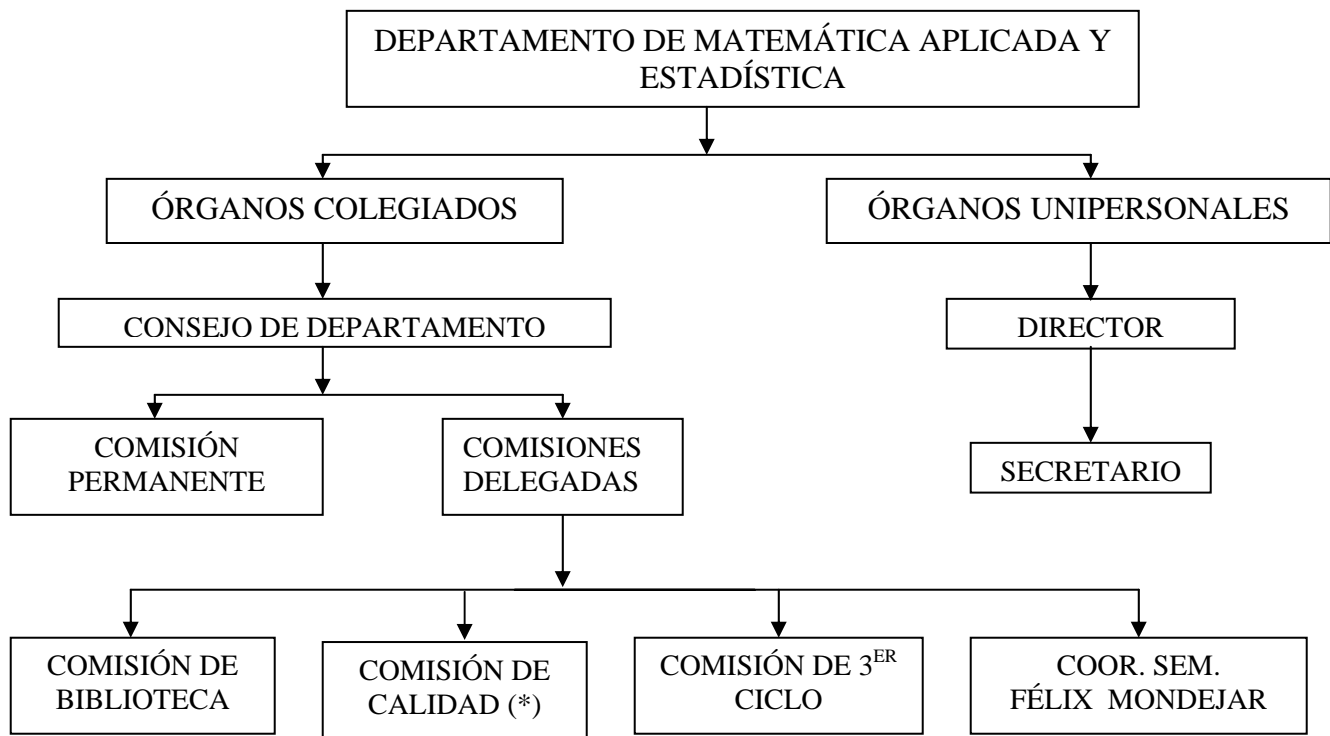 DEPARTAMENTO DE MATEMÁTICA APLICADA Y
ESTADÍSTICA
ÓRGANOS COLEGIADOS
ÓRGANOS UNIPERSONALES
CONSEJO DE DEPARTAMENTO
DIRECTOR
COMISIÓN
PERMANENTE
COMISIONES
DELEGADAS
SECRETARIO
COMISIÓN DE
BIBLIOTECA
COMISIÓN DE
CALIDAD (*)
COMISIÓN DE 3ER
CICLO
COOR. SEM.
FÉLIX MONDEJAR